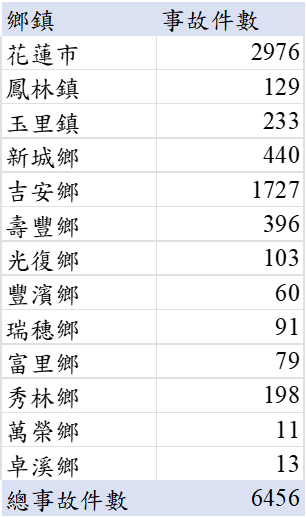 鄉鎮 事故件數
花蓮市 2976
鳳林鎮 129
玉里鎮 233
新城鄉 440
吉安鄉 1727
壽豐鄉 396
光復鄉 103
豐濱鄉 60
瑞穗鄉 91
富里鄉 79
秀林鄉 198
萬榮鄉 11
卓溪鄉 13
總事故件數 6456